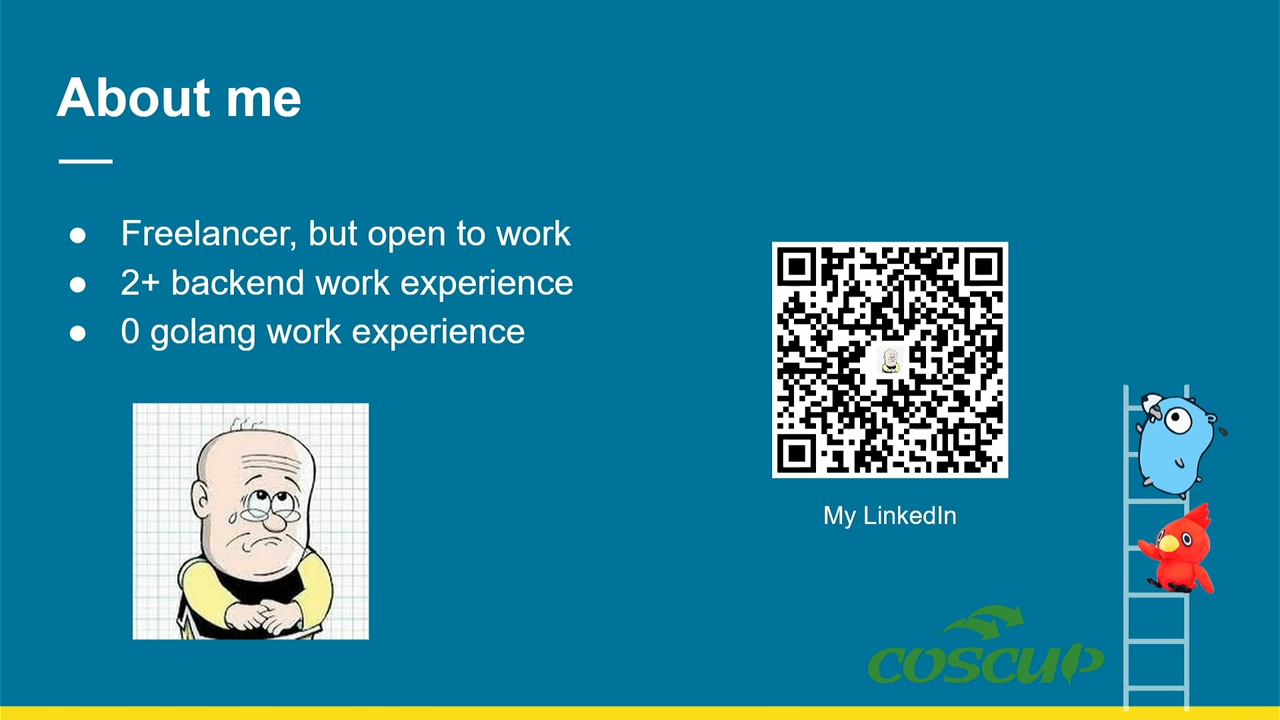 About me
● Freelancer, but open to work
● 2+ backend work experience
● 0 golang work experience
My LinkedIn
coscup